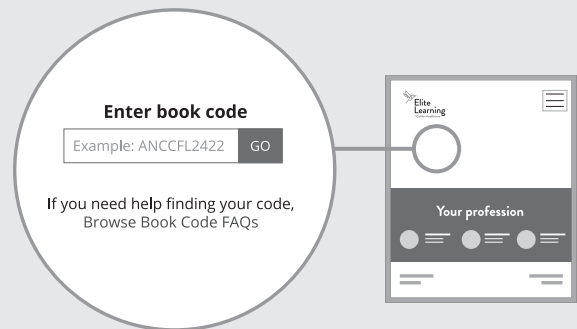 Enter book code
Example: ANCCFL2422 GO
If you need help finding your code,
Browse Book Code FAQs
Elite
Learning
Your profession